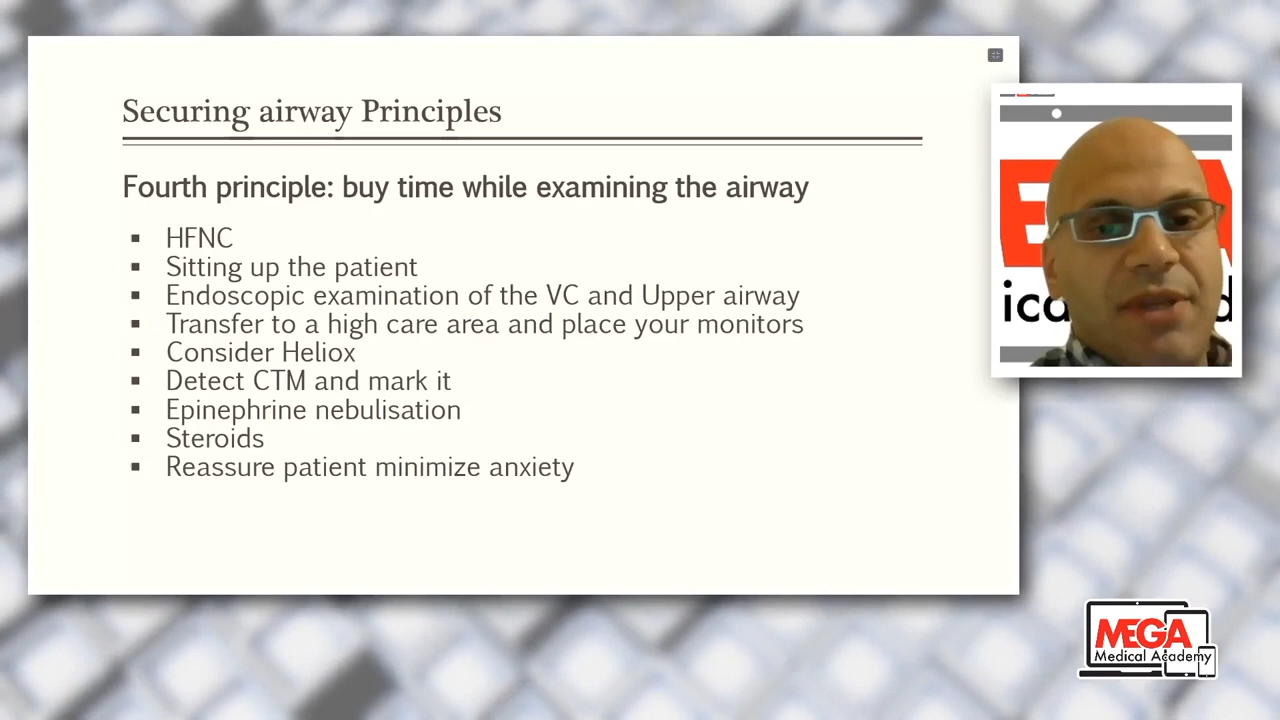 Securing airway Principles
Fourth principle: buy time while examining the airway
▪ HFNC
▪ Sitting up the patient
▪ Endoscopic examination of the VC and Upper airway
▪ Transfer to a high care area and place your monitors
▪ Consider Heliox
▪ Detect CTM and mark it
▪ Epinephrine nebulisation
▪ Steroids
▪ Reassure patient minimize anxiety
MEGA
Medical Academy